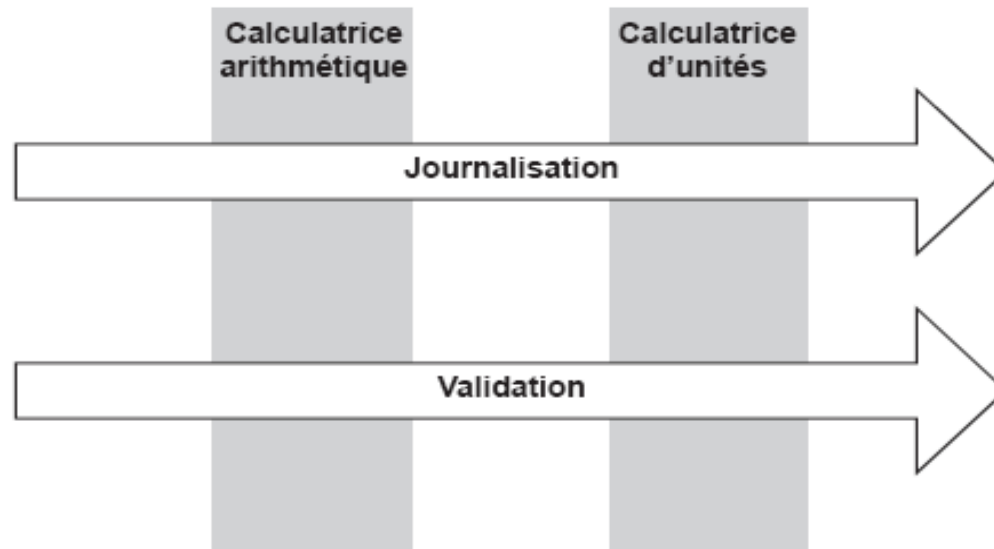 Calculatrice
arithmétique
Calculatrice
d'unités
Journalisation
Validation